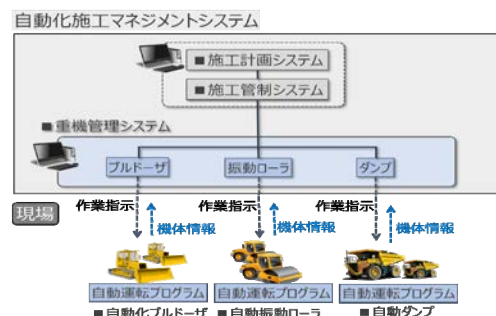 自動化施工マネジメントシステム
■施工計画システム
■施工管制システム
■重機管理システム
ブルドーザ 振動ローラ ダンプ
現場
作業指示 作業指示 作業指示
機体情報 機体情報 機体情報
自動運転プログラム 自動運転プログラム 自動運転プログラム
■自動化ブルドーザ ■自動振動ローラ ■自動ダンプ